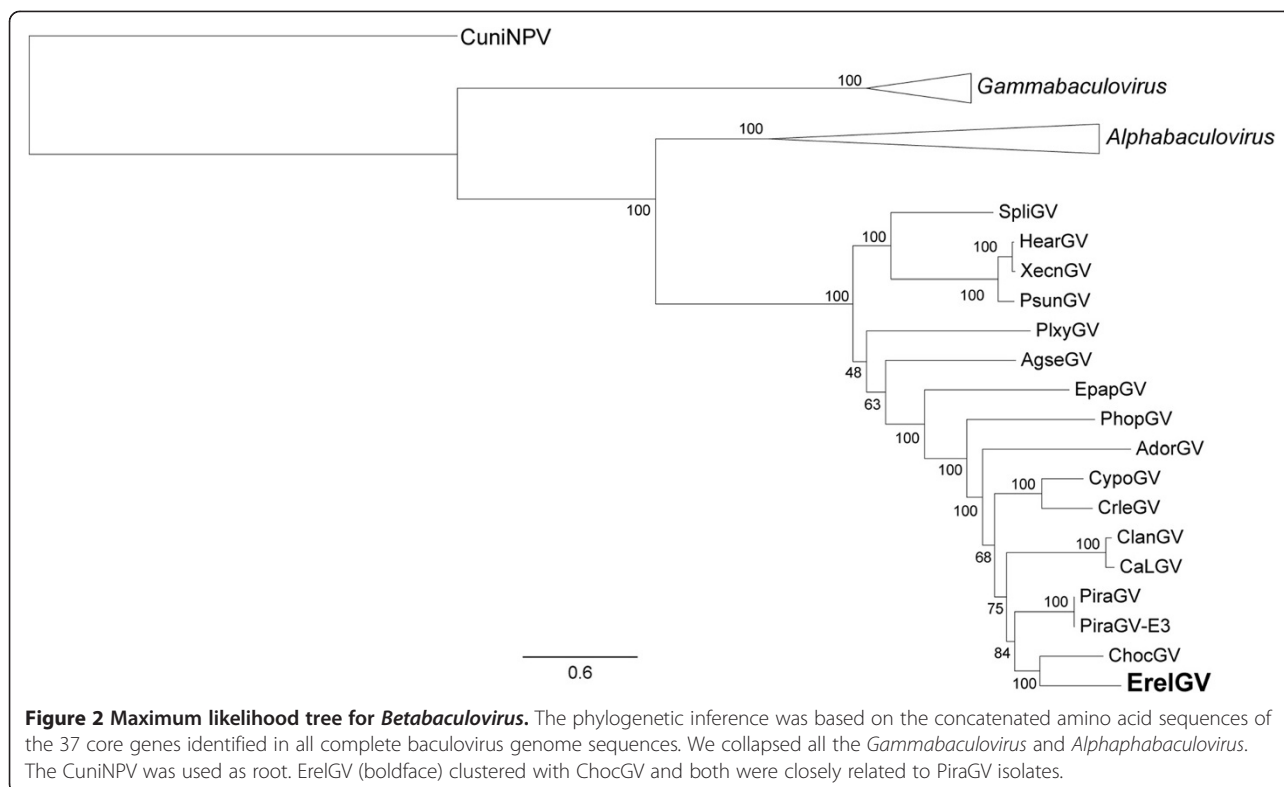 CuniNPV
100
Gammabaculovirus
100
Alphabaculovirus
100
SpliGV
100
HearGV
100
XecnGV
100
100
PsunGV
PlxyGV
48
AgseGV
63
EpapGV
100
PhopGV
100
AdorGV
100
CypoGV
100
CrleGV
68
ClanGV
100
CaLGV
75
PiraGV
100
PiraGV-E3
84
ChocGV
100
ErelGV
0.6
Figure 2 Maximum likelihood tree for Betabaculovirus. The phylogenetic inference was based on the concatenated amino acid sequences of
the 37 core genes identified in all complete baculovirus genome sequences. We collapsed all the Gammabaculovirus and Alphaphabaculovirus.
The CuniNPV was used as root. ErelGV (boldface) clustered with ChocGV and both were closely related to PiraGV isolates.